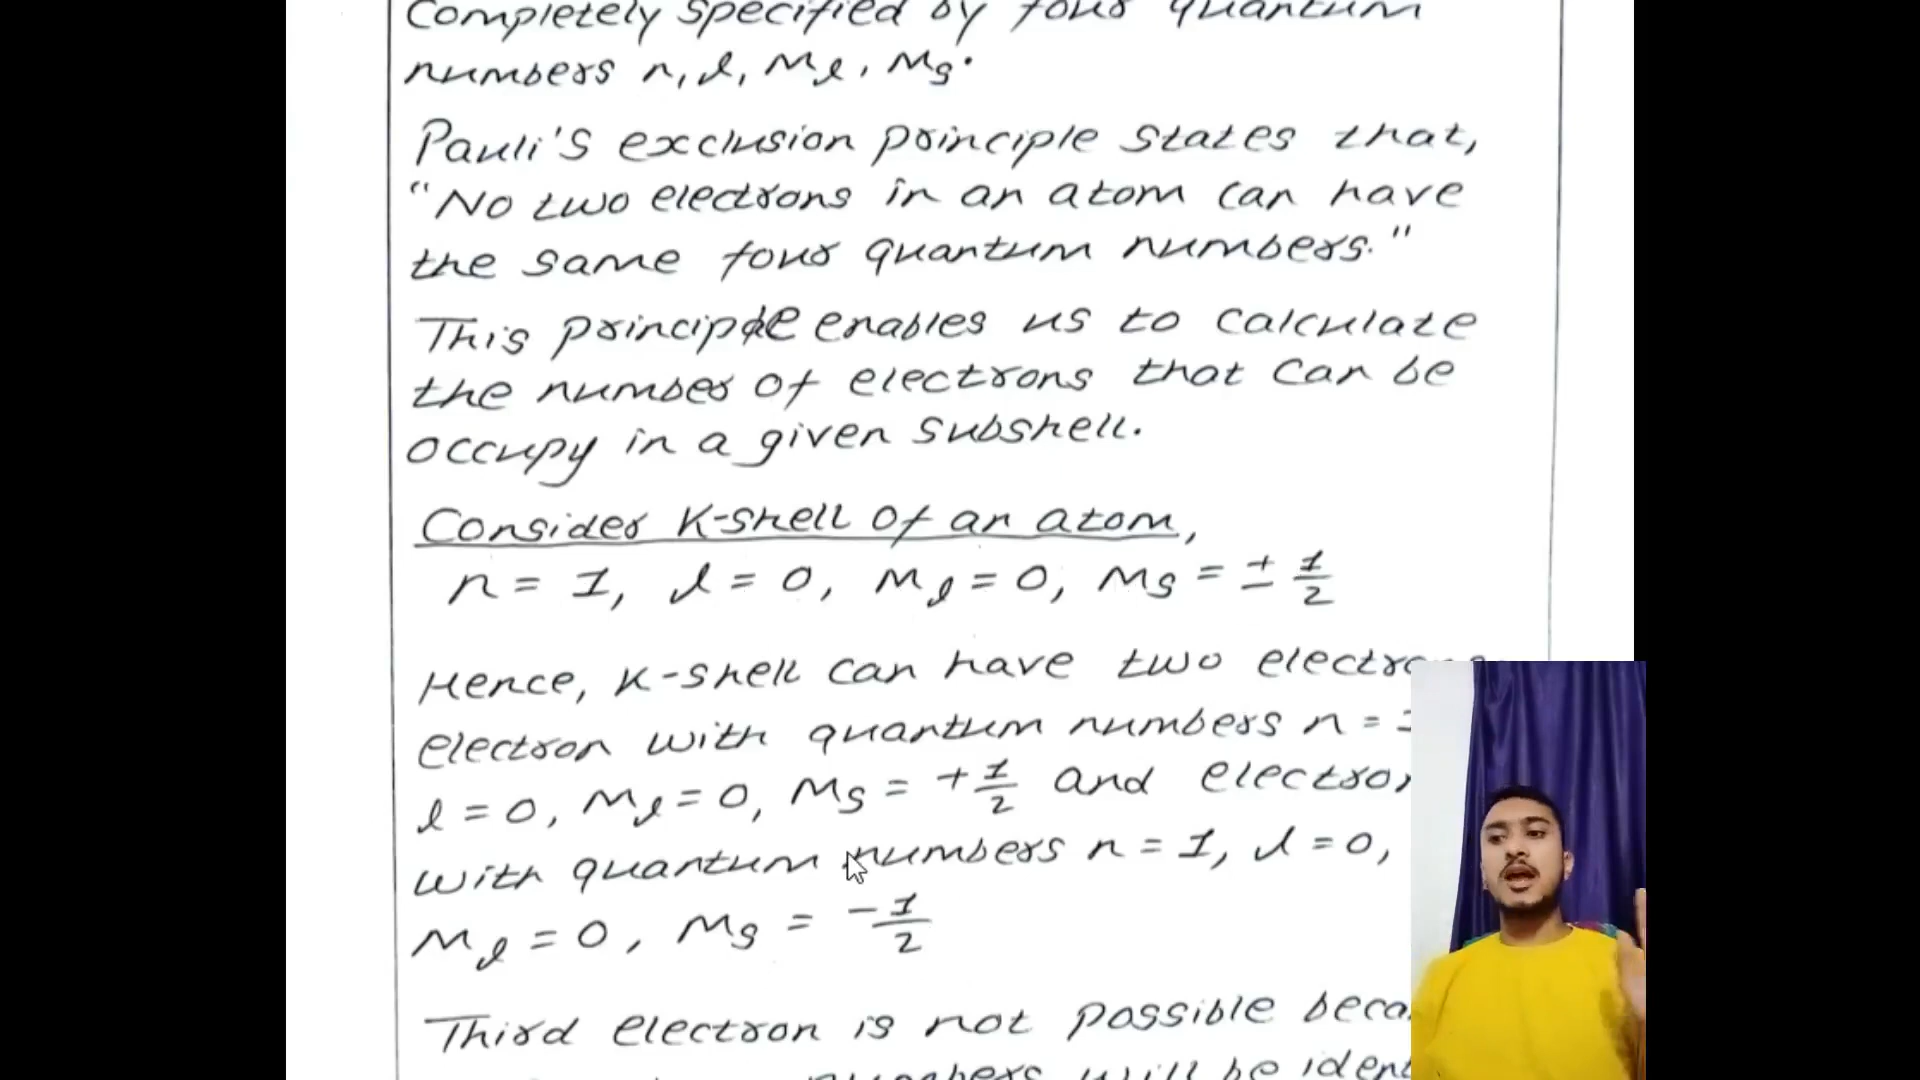 Completely specified by four quantum
numbers n, l, Ml, Ms.
Pauli's exclusion principle states that,
"No two electrons in an atom can have
the same four quantum numbers."
This principle enables us to calculate
the number of electrons that can be
occupy in a given subshell.
Consider K-shell of an atom,
n = 1, l = 0, Ml = 0, Ms = ± 1/2
Hence, K-shell can have two
electron with quantum numbers n =
l = 0, Ml = 0, Ms = +1/2 and
with quantum numbers n = 1, l = 0,
Ml = 0, Ms = -1/2
Third electron is not possible
numbers will be